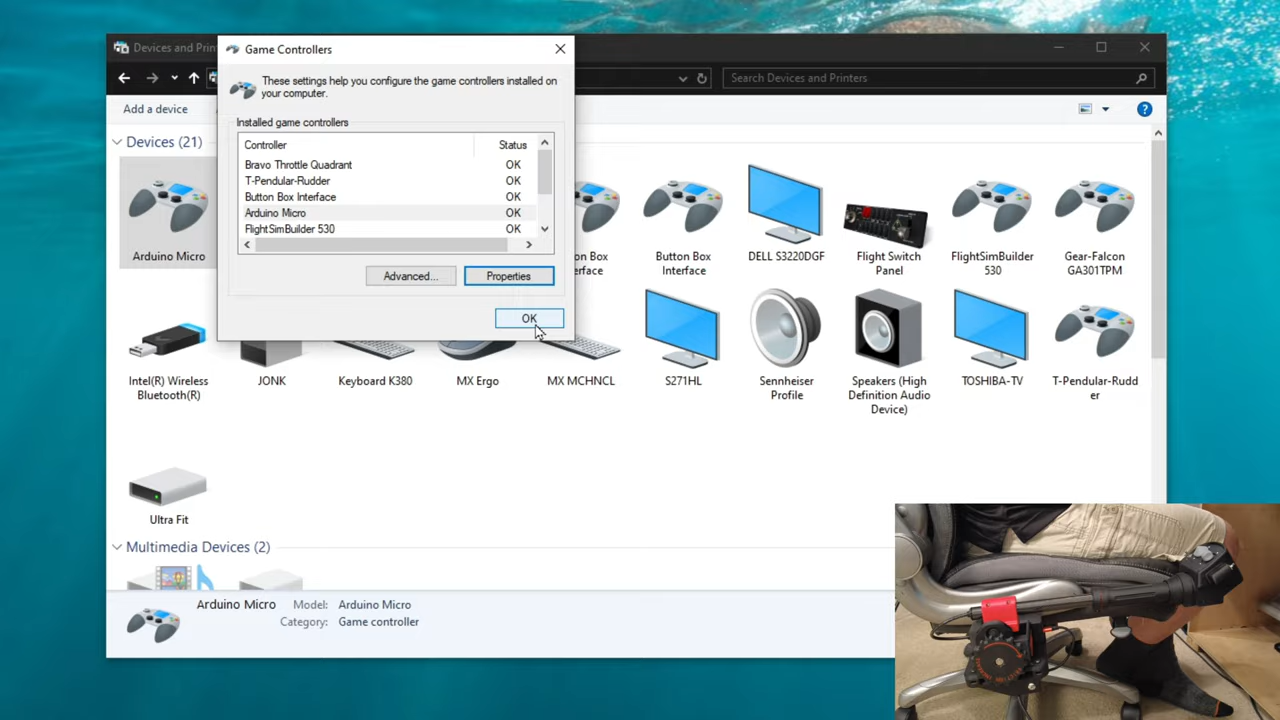 Devices and Prin
Search Devices and Printers
Add a device
Devices (21)
Game Controllers
These settings help you configure the game controllers installed on
your computer.
Installed game controllers
Controller Status
Bravo Throttle Quadrant OK
T-Pendular-Rudder OK
Button Box Interface OK
Arduino Micro OK
FlightSimBuilder 530 OK
Advanced...
Properties
OK
Arduino Micro
on Box
erface
Button Box
Interface
DELL S3220DGF
Flight Switch
Panel
FlightSimBuilder
530
Gear-Falcon
GA301TPM
Intel(R) Wireless
Bluetooth(R)
JONK
Keyboard K380
MX Ergo
MX MCHNCL
S271HL
Sennheiser
Profile
Speakers (High
Definition Audio
Device)
TOSHIBA-TV
T-Pendular-Rudd
er
Ultra Fit
Multimedia Devices (2)
Arduino Micro Model: Arduino Micro
Category: Game controller